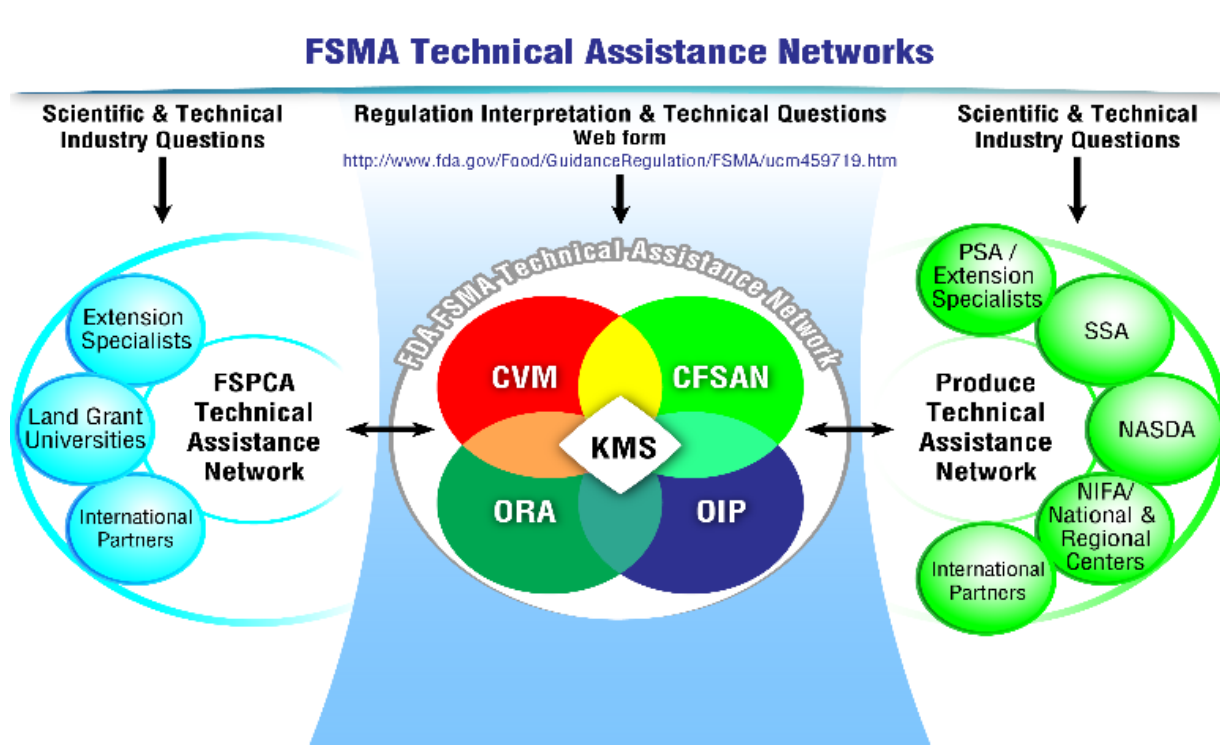 FSMA Technical Assistance Networks
Scientific & Technical
Industry Questions
Regulation Interpretation & Technical Questions
Web form
http://www.fda.gov/Food/GuidanceRegulation/FSMA/ucm459719.htm
Scientific & Technical
Industry Questions
Extension
Specialists
Land Grant
Universities
International
Partners
FSPCA
Technical
Assistance
Network
FDA FSMA Technical Assistance Network
CVM
CFSAN
KMS
ORA
OIP
Produce
Technical
Assistance
Network
PSA /
Extension
Specialists
SSA
NASDA
NIFA/
National &
Regional
Centers
International
Partners